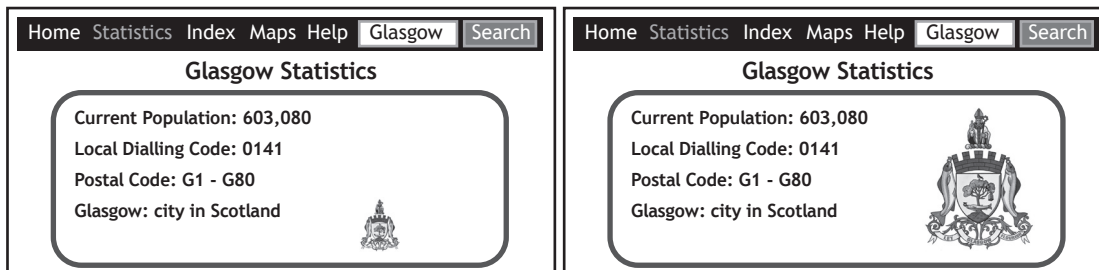 Home Statistics Index Maps Help Glasgow Search
Glasgow Statistics
Current Population: 603,080
Local Dialling Code: 0141
Postal Code: G1 - G80
Glasgow: city in Scotland
Home Statistics Index Maps Help Glasgow Search
Glasgow Statistics
Current Population: 603,080
Local Dialling Code: 0141
Postal Code: G1 - G80
Glasgow: city in Scotland